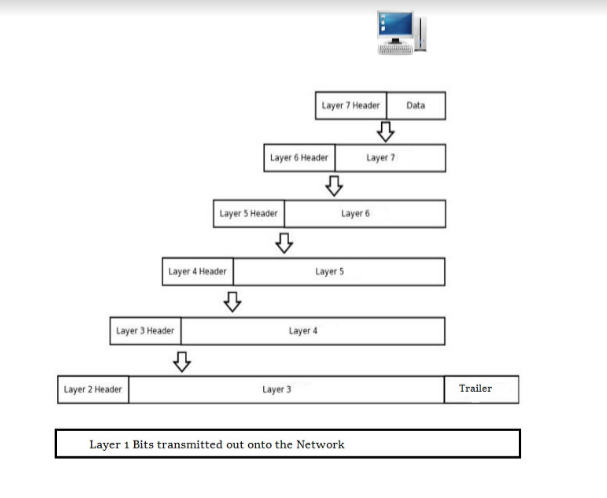 Layer 7 Header Data
Layer 6 Header Layer 7
Layer 5 Header Layer 6
Layer 4 Header Layer 5
Layer 3 Header Layer 4
Layer 2 Header Layer 3 Trailer
Layer 1 Bits transmitted out onto the Network